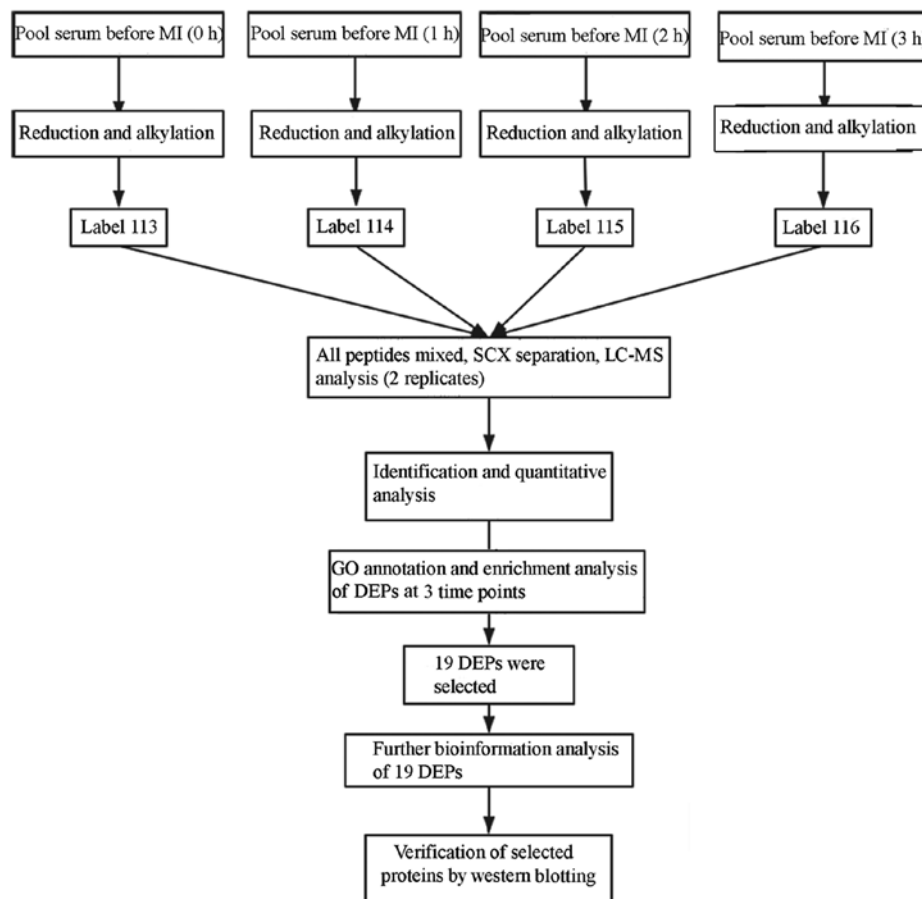 Pool serum before MI (0 h)
Pool serum before MI (1 h)
Pool serum before MI (2 h)
Pool serum before MI (3 h
Reduction and alkylation
Reduction and alkylation
Reduction and alkylation
Reduction and alkylation
Label 113
Label 114
Label 115
Label 116
All peptides mixed, SCX separation, LC-MS
analysis (2 replicates)
Identification and quantitative
analysis
GO annotation and enrichment analysis
of DEPs at 3 time points
19 DEPs were
selected
Further bioinformation analysis
of 19 DEPs
Verification of selected
proteins by western blotting